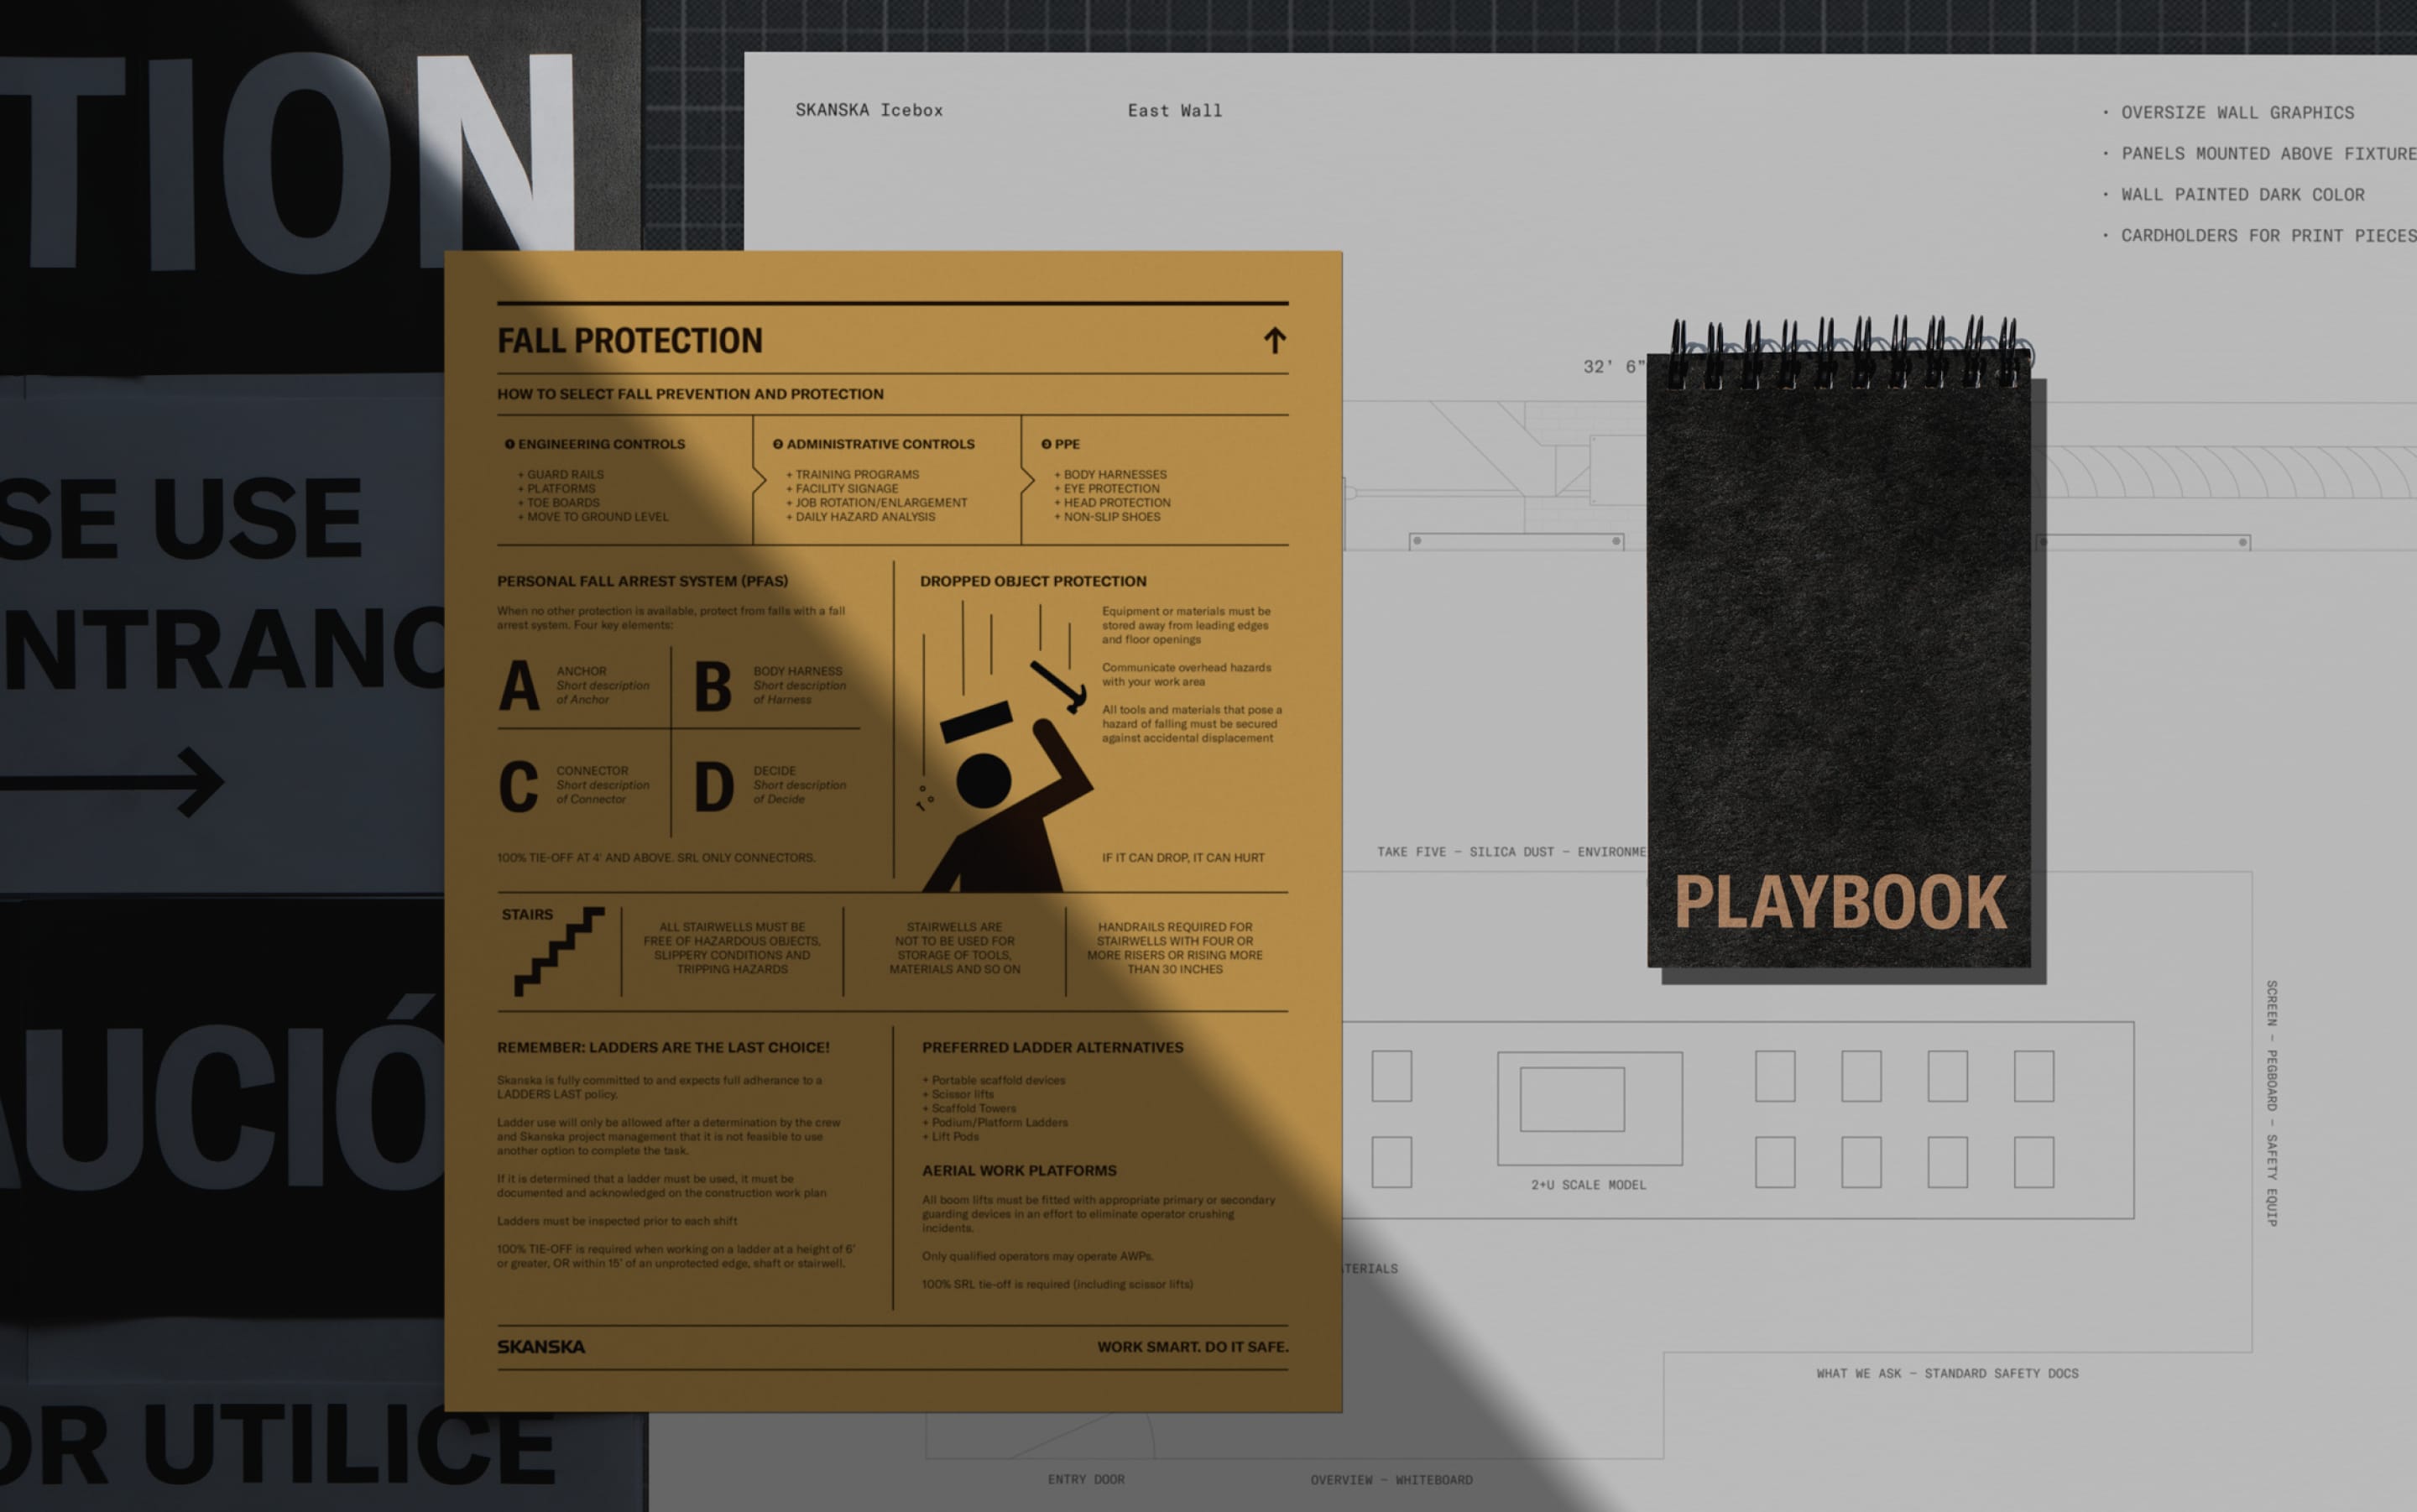 TION
SE USE
NTRANC
AUCIÓ
OR UTILICE
SKANSKA Icebox
East Wall
· OVERSIZE WALL GRAPHICS
· PANELS MOUNTED ABOVE FIXTURE
· WALL PAINTED DARK COLOR
· CARDHOLDERS FOR PRINT PIECES
FALL PROTECTION
HOW TO SELECT FALL PREVENTION AND PROTECTION
1 ENGINEERING CONTROLS
+ GUARD RAILS
+ PLATFORMS
+ TOE BOARDS
+ MOVE TO GROUND LEVEL
2 ADMINISTRATIVE CONTROLS
+ TRAINING PROGRAMS
+ FACILITY SIGNAGE
+ JOB ROTATION/ENLARGEMENT
+ DAILY HAZARD ANALYSIS
3 PPE
+ BODY HARNESSES
+ EYE PROTECTION
+ HEAD PROTECTION
+ NON-SLIP SHOES
PERSONAL FALL ARREST SYSTEM (PFAS)
When no other protection is available, protect from falls with a fall
arrest system. Four key elements:
A
ANCHOR
Short description
of Anchor
B
BODY HARNESS
Short description
of Harness
C
CONNECTOR
Short description
of Connector
D
DECIDE
Short description
of Decide
100% TIE-OFF AT 4' AND ABOVE. SRL ONLY CONNECTORS.
DROPPED OBJECT PROTECTION
Equipment or materials must be
stored away from leading edges
and floor openings
Communicate overhead hazards
with your work area
All tools and materials that pose a
hazard of falling must be secured
against accidental displacement
IF IT CAN DROP, IT CAN HURT
STAIRS
ALL STAIRWELLS MUST BE
FREE OF HAZARDOUS OBJECTS,
SLIPPERY CONDITIONS AND
TRIPPING HAZARDS
STAIRWELLS ARE
NOT TO BE USED FOR
STORAGE OF TOOLS,
MATERIALS AND SO ON
HANDRAILS REQUIRED FOR
STAIRWELLS WITH FOUR OR
MORE RISERS OR RISING MORE
THAN 30 INCHES
REMEMBER: LADDERS ARE THE LAST CHOICE!
Skanska is fully committed to and expects full adherance to a
LADDERS LAST policy.
Ladder use will only be allowed after a determination by the crew
and Skanska project management that it is not feasible to use
another option to complete the task.
If it is determined that a ladder must be used, it must be
documented and acknowledged on the construction work plan
Ladders must be inspected prior to each shift
100% TIE-OFF is required when working on a ladder at a height of 6'
or greater, OR within 15' of an unprotected edge, shaft or stairwell.
PREFERRED LADDER ALTERNATIVES
+ Portable scaffold devices
+ Scissor lifts
+ Scaffold Towers
+ Podium/Platform Ladders
+ Lift Pods
AERIAL WORK PLATFORMS
All boom lifts must be fitted with appropriate primary or secondary
guarding devices in an effort to eliminate operator crushing
incidents.
Only qualified operators may operate AWPs.
100% SRL tie-off is required (including scissor lifts)
SKANSKA
WORK SMART. DO IT SAFE.
32' 6"
PLAYBOOK
TAKE FIVE – SILICA DUST – ENVIRONME
2+U SCALE MODEL
SCREEN – PEGBOARD – SAFETY EQUIP
TERIALS
WHAT WE ASK – STANDARD SAFETY DOCS
ENTRY DOOR
OVERVIEW – WHITEBOARD